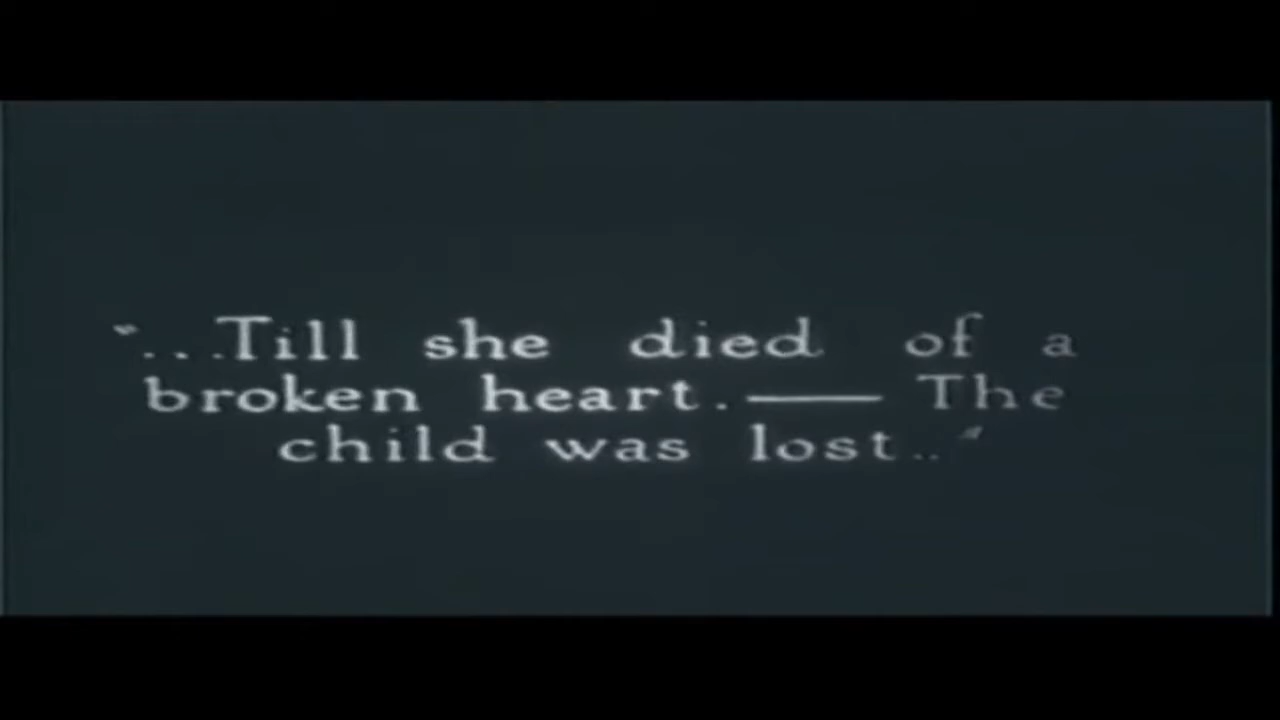 "...Till she died of a
broken heart.— The
child was lost.."